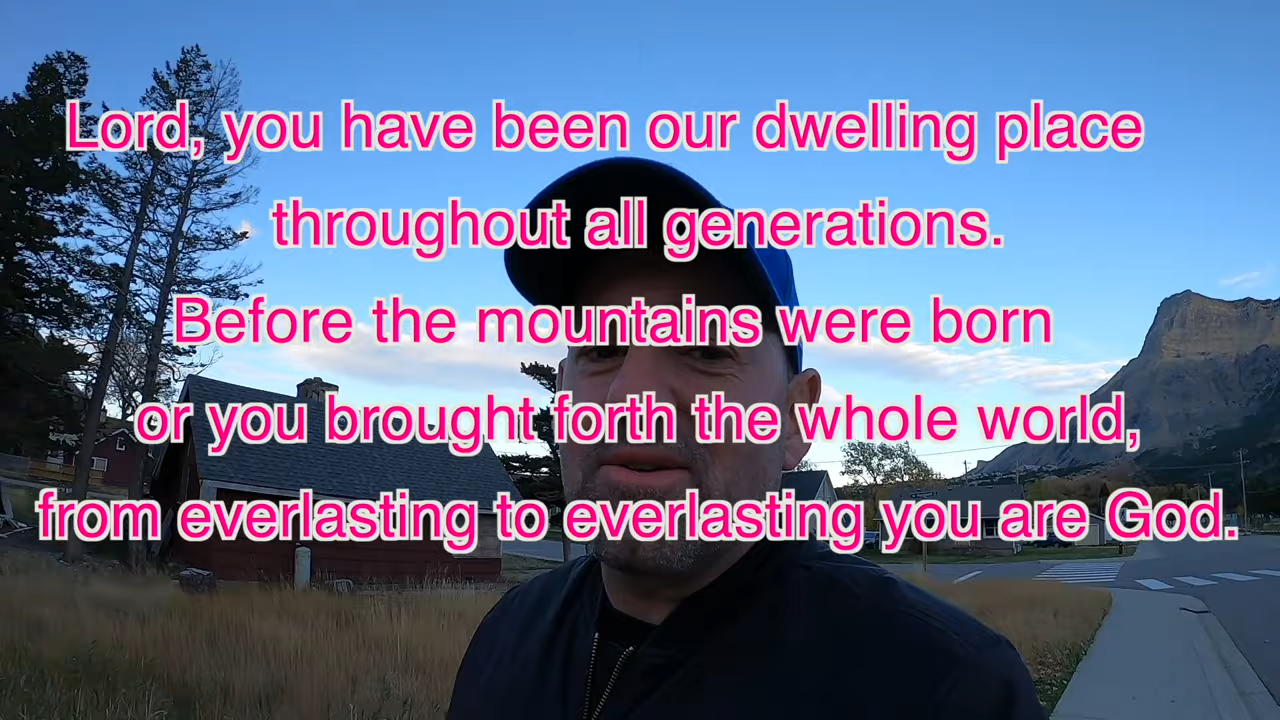 Lord, you have been our dwelling place
throughout all generations.
Before the mountains were born
or you brought forth the whole world,
from everlasting to everlasting you are God.